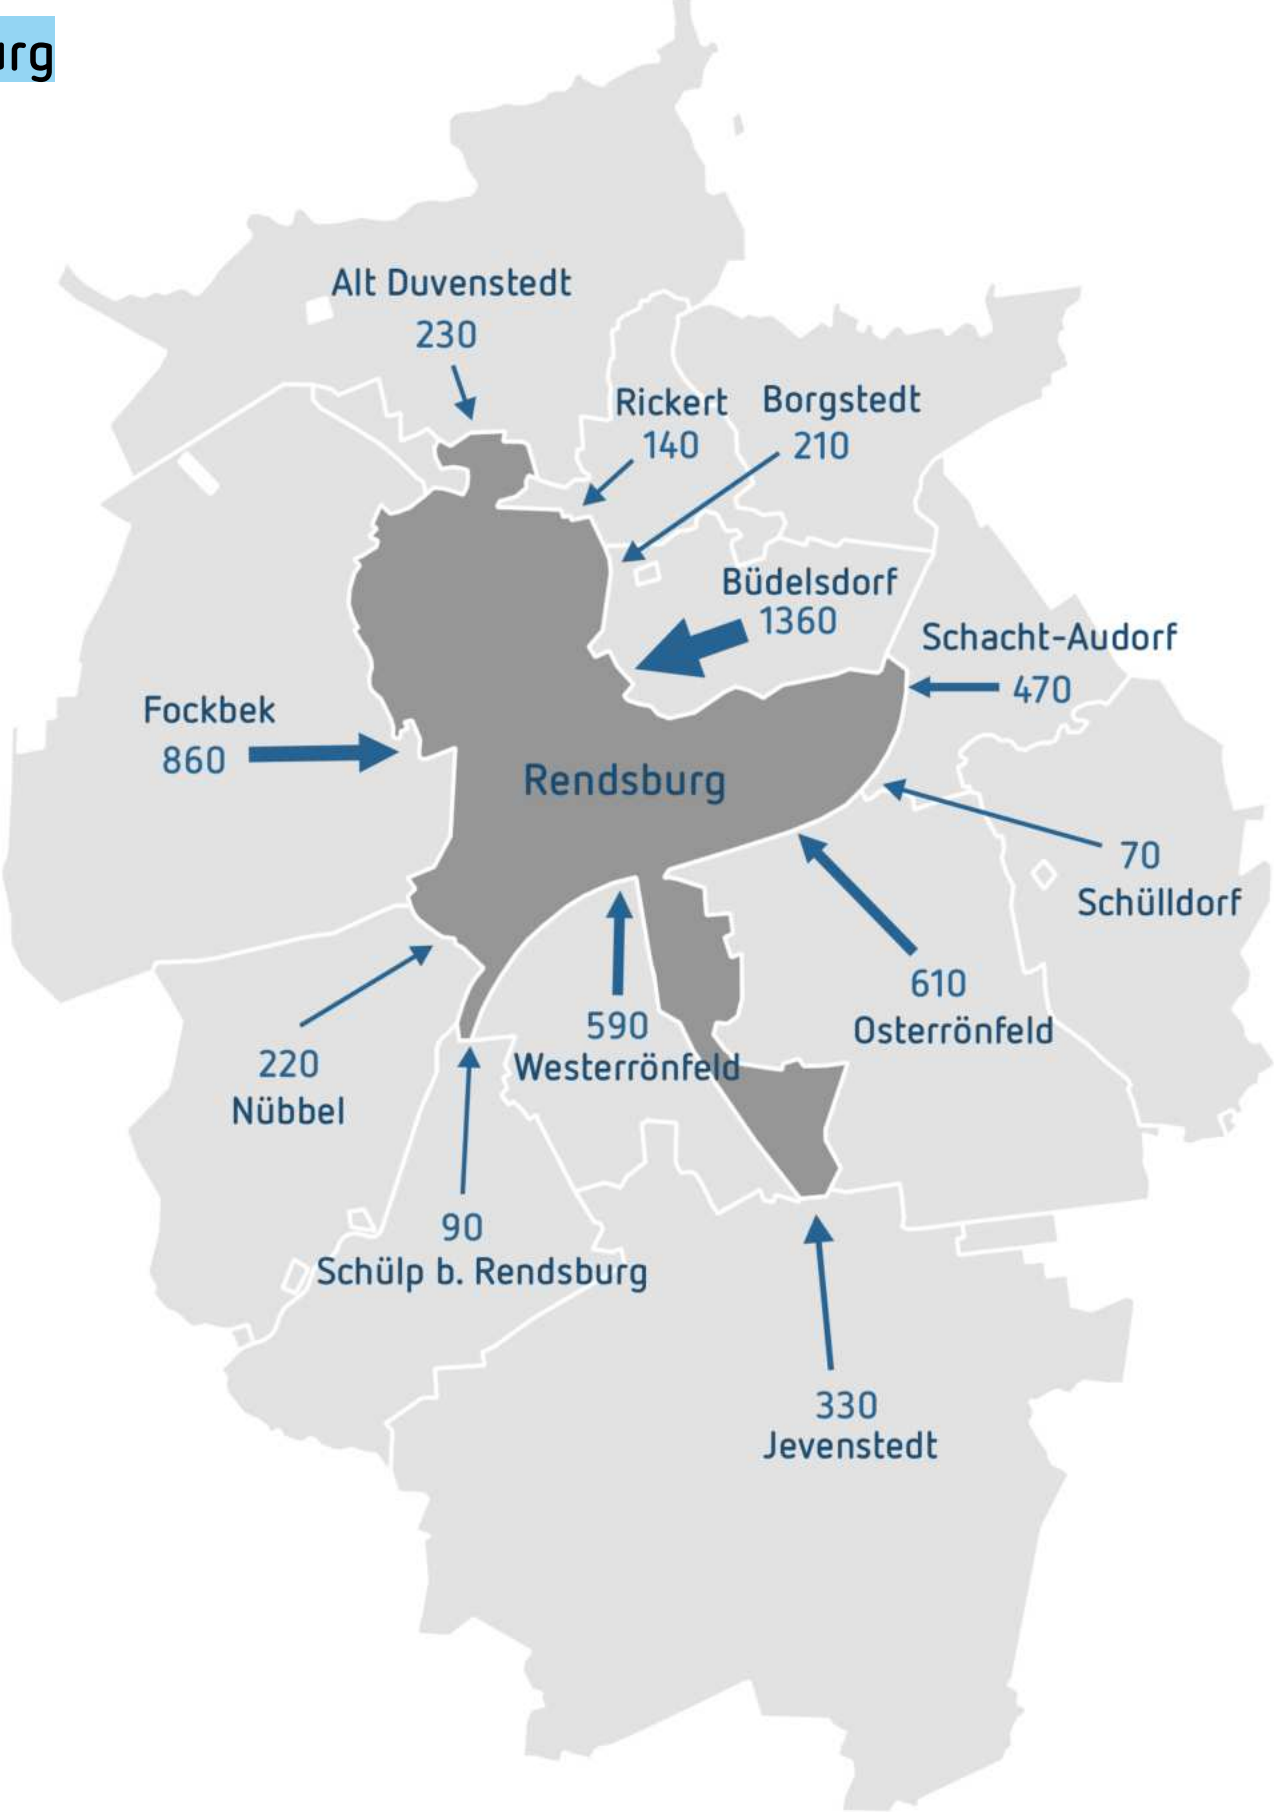 urg
Alt Duvenstedt
230
Rickert
140
Borgstedt
210
Büdelsdorf
1360
Schacht-Audorf
470
Fockbek
860
Rendsburg
70
Schülldorf
610
Osterrönfeld
590
Westerrönfeld
220
Nübbel
90
Schülp b. Rendsburg
330
Jevenstedt